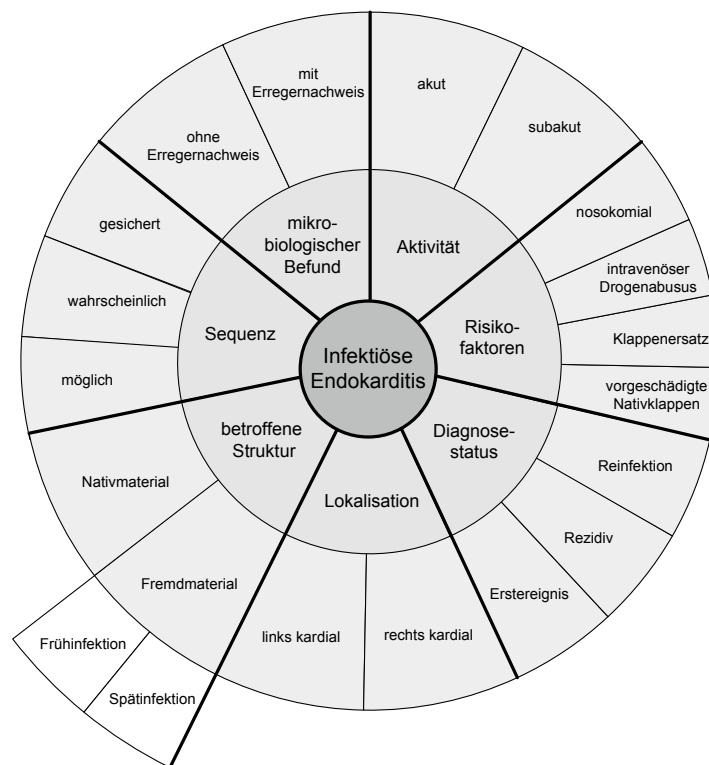 mit
Erregernachweis
akut
ohne
Erregernachweis
subakut
gesichert
mikro-
biologischer
Befund
Aktivität
nosokomial
intravenöser
Drogenabusus
wahrscheinlich
Sequenz
Risiko-
faktoren
Klappenersatz
Infektiöse
Endokarditis
möglich
vorgeschädigte
Nativklappen
betroffene
Struktur
Diagnose-
status
Reinfektion
Nativmaterial
Lokalisation
Rezidiv
Fremdmaterial
Erstereignis
links kardial
rechts kardial
Frühinfektion
Spätinfektion